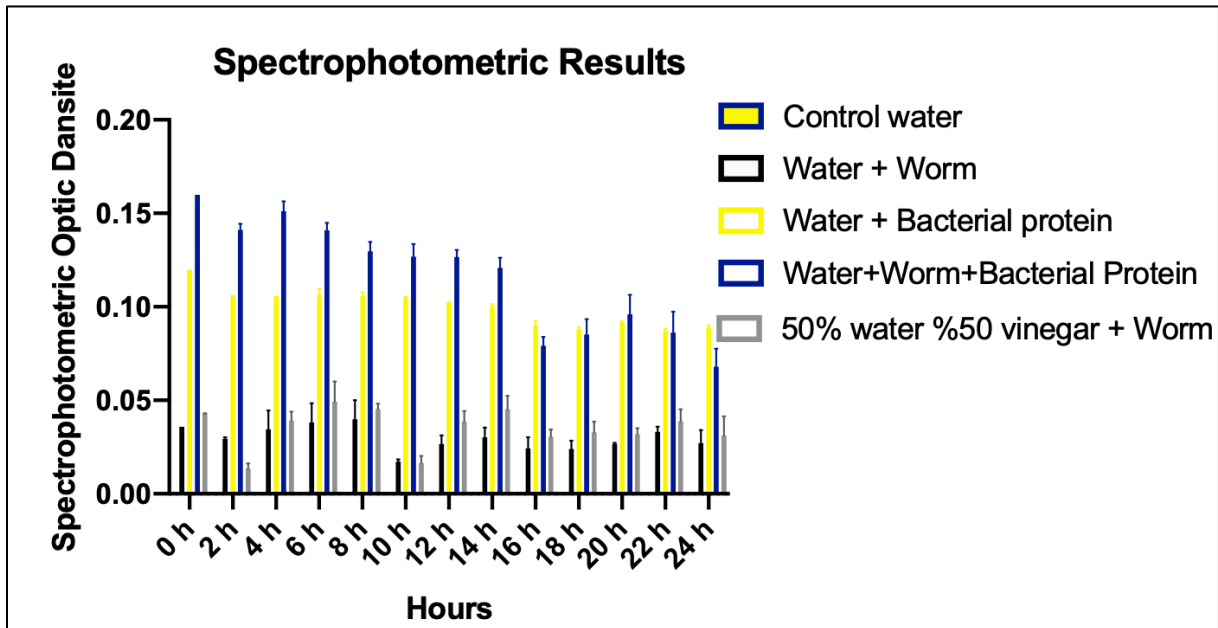 Spectrophotometric Results
Spectrophotometric Optic Dansite
0.20
0.15
0.10
0.05
0.00
0 h
2 h
4 h
6 h
8 h
10 h
12 h
14 h
16 h
18 h
20 h
22 h
24 h
Hours
Control water
Water + Worm
Water + Bacterial protein
Water+Worm+Bacterial Protein
50% water %50 vinegar + Worm